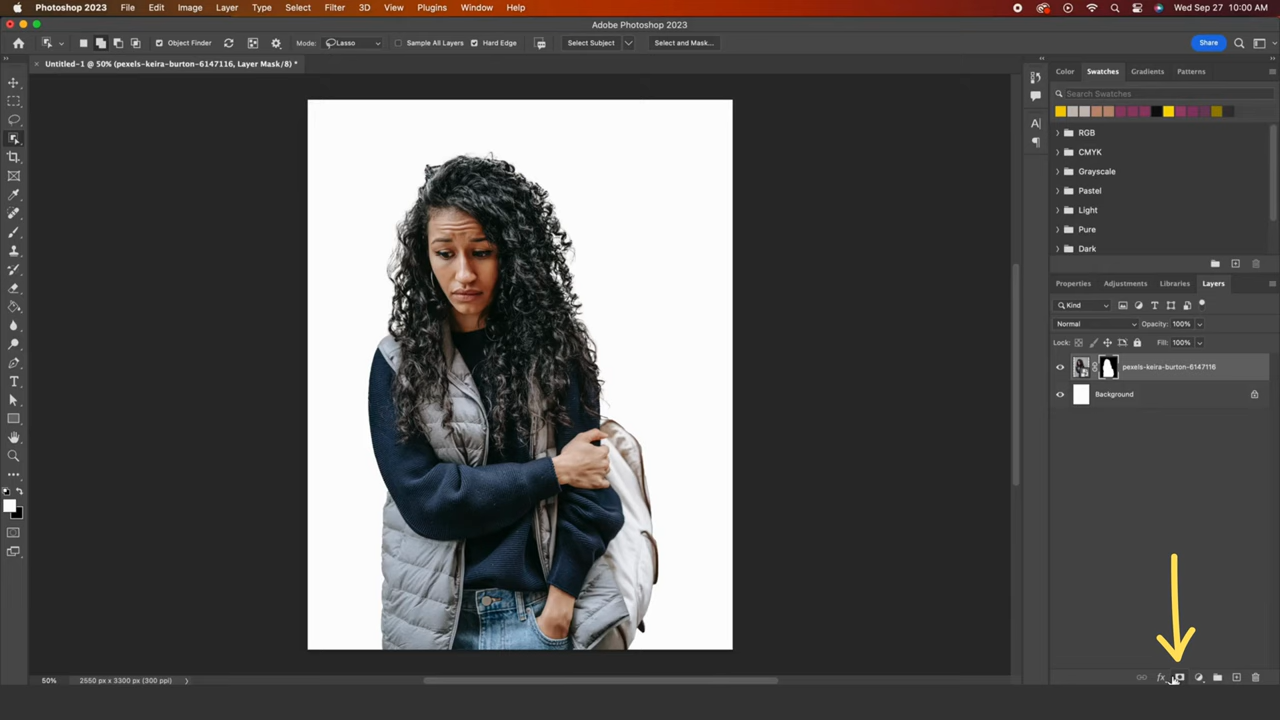 Photoshop 2023 File Edit Image Layer Type Select Filter 3D View Plugins Window Help Wed Sep 27 10:00 AM
Adobe Photoshop 2023
Object Finder Mode: Lasso Sample All Layers Hard Edge Select Subject Select and Mask... Share
Untitled-1 @ 50% (pexels-keira-burton-6147116, Layer Mask/8) *
Color Swatches Gradients Patterns
Search Swatches
RGB
CMYK
Grayscale
Pastel
Light
Pure
Dark
Properties Adjustments Libraries Layers
Kind
Normal Opacity: 100%
Lock: Fill: 100%
pexels-keira-burton-6147116
Background
50% 2550 px x 3300 px (300 ppi)
fx